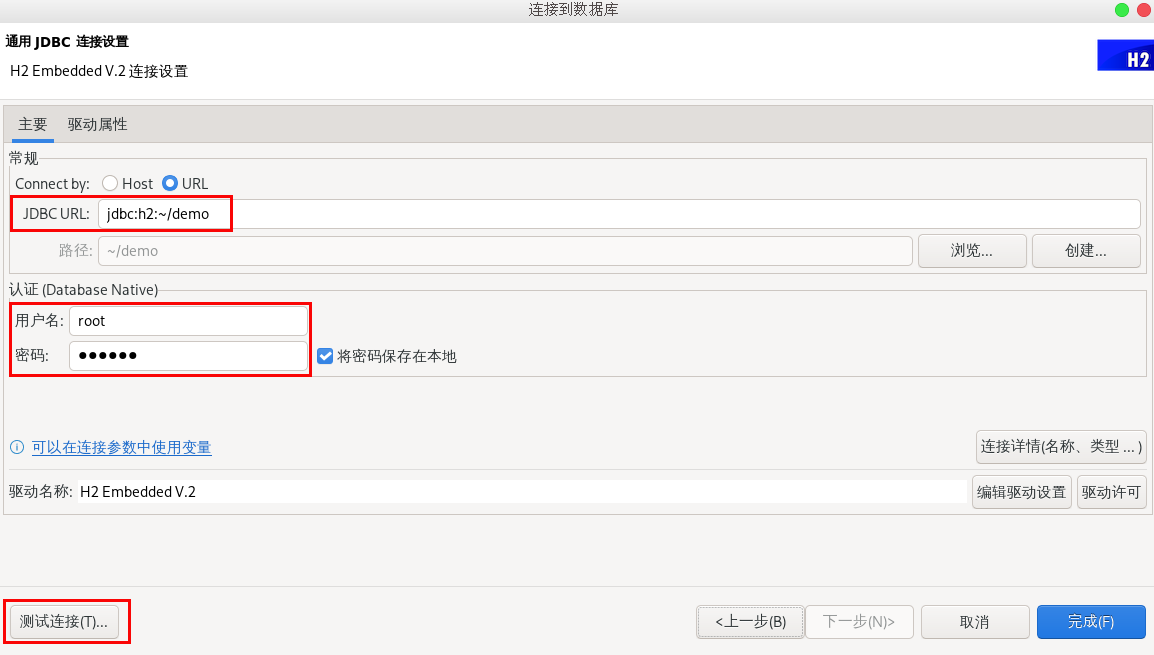 连接到数据库
通用 JDBC 连接设置
H2 Embedded V.2 连接设置
H2
主要 驱动属性
常规
Connect by: Host URL
JDBC URL: jdbc:h2:~/demo
路径: ~/demo 浏览... 创建...
认证 (Database Native)
用户名: root
密码: ●●●●●● 将密码保存在本地
可以在连接参数中使用变量 连接详情(名称、类型 ... )
驱动名称: H2 Embedded V.2 编辑驱动设置 驱动许可
测试连接(T)... <上一步(B) 下一步(N)> 取消 完成(F)